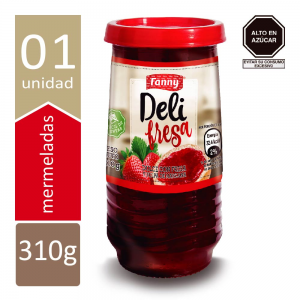 01
unidad
mermeladas
310g
fanny
Deli
fresa
ALTO EN
AZÚCAR
EVITAR SU CONSUMO
EXCESIVO